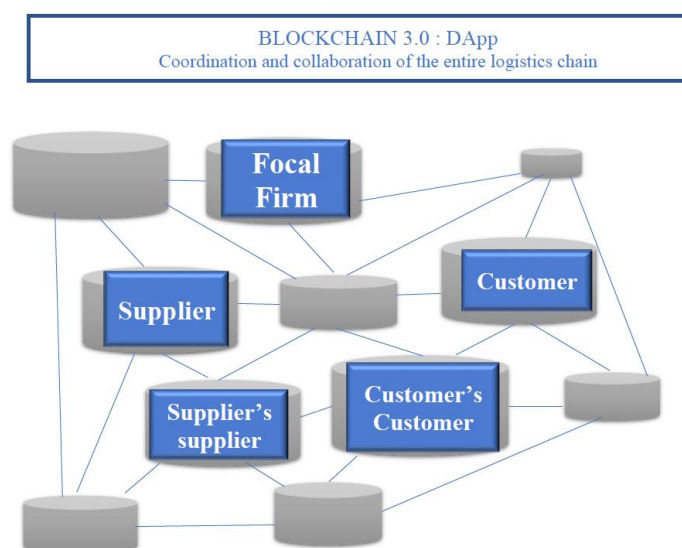 BLOCKCHAIN 3.0 : DApp
Coordination and collaboration of the entire logistics chain
Focal
Firm
Supplier
Customer
Supplier’s
supplier
Customer’s
Customer